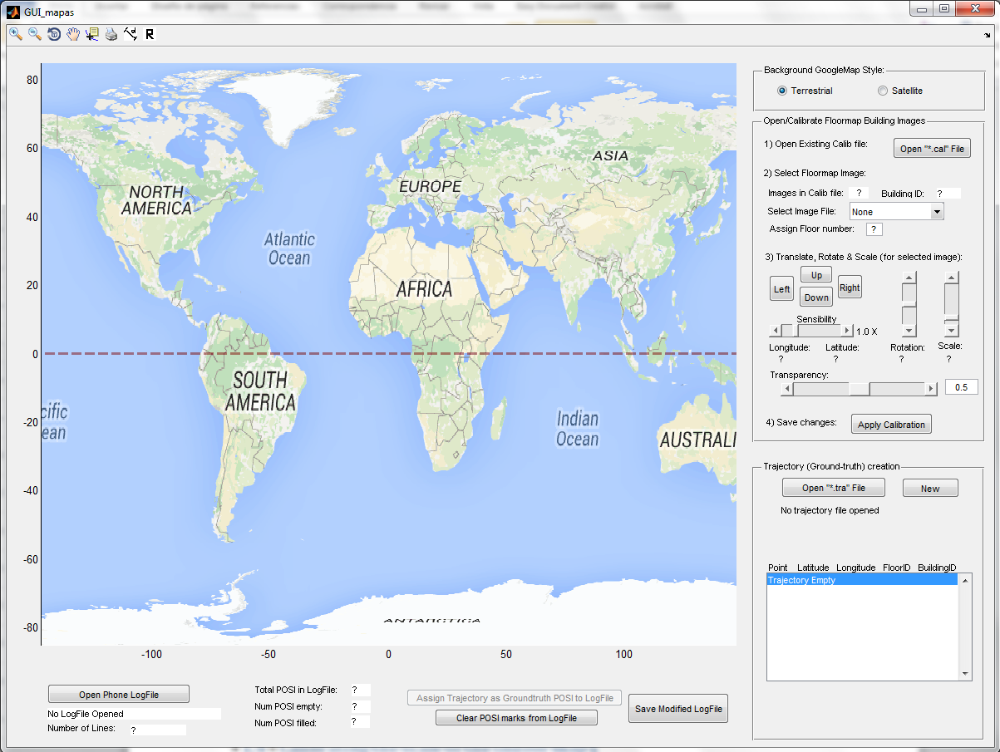 GUI_mapas
R
80
60
40
20
0
-20
-40
-60
-80
-100
-50
0
50
100
NORTH
AMERICA
Atlantic
Ocean
EUROPE
ASIA
AFRICA
SOUTH
AMERICA
cific
ean
Indian
Ocean
AUSTRALI
ANTARCTICA
Background GoogleMap Style:
Terrestrial
Satellite
Open/Calibrate Floormap Building Images
1) Open Existing Calib file:
Open "*.cal" File
2) Select Floormap Image:
Images in Calib file: ? Building ID: ?
Select Image File: None
Assign Floor number: ?
3) Translate, Rotate & Scale (for selected image):
Up
Left
Right
Down
Sensibility
1.0 X
Longitude: Latitude: Rotation: Scale:
? ? ? ?
Transparency:
0.5
4) Save changes: Apply Calibration
Trajectory (Ground-truth) creation
Open "*.tra" File
New
No trajectory file opened
Point Latitude Longitude FloorID BuildingID
Trajectory Empty
Open Phone LogFile
No LogFile Opened
Number of Lines: ?
Total POSI in LogFile: ?
Num POSI empty: ?
Num POSI filled: ?
Assign Trajectory as Groundtruth POSI to LogFile
Clear POSI marks from LogFile
Save Modified LogFile